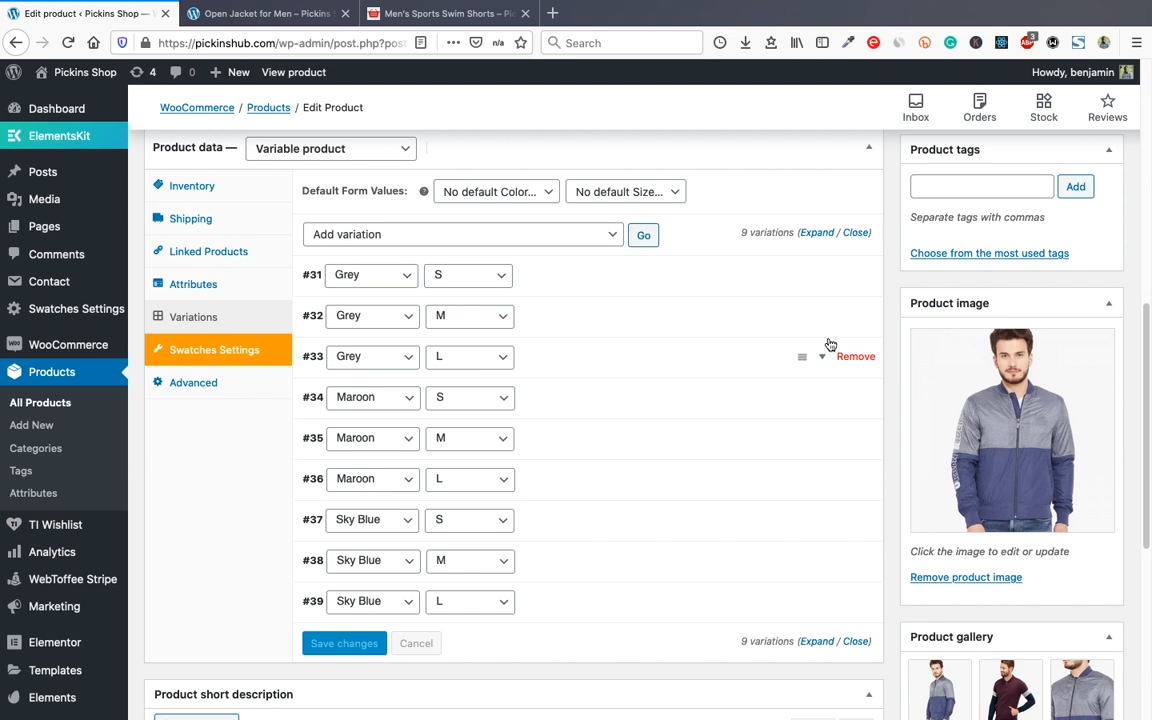 Edit product ‹ Pickins Shop —
Open Jacket for Men – Pickins
Men's Sports Swim Shorts – Pic
https://pickinshub.com/wp-admin/post.php?post
n/a
Search
ABP
3
Pickins Shop
4
0
New
View product
Howdy, benjamin
Dashboard
ElementsKit
Posts
Media
Pages
Comments
Contact
Swatches Settings
WooCommerce
Products
All Products
Add New
Categories
Tags
Attributes
TI Wishlist
Analytics
WebToffee Stripe
Marketing
Elementor
Templates
Elements
WooCommerce / Products / Edit Product
Inbox
Orders
Stock
Reviews
Product data —
Variable product
Inventory
Shipping
Linked Products
Attributes
Variations
Swatches Settings
Advanced
Default Form Values:
No default Color...
No default Size...
Add variation
Go
9 variations (Expand / Close)
#31 Grey S
#32 Grey M
#33 Grey L
Remove
#34 Maroon S
#35 Maroon M
#36 Maroon L
#37 Sky Blue S
#38 Sky Blue M
#39 Sky Blue L
Save changes
Cancel
9 variations (Expand / Close)
Product short description
Product tags
Add
Separate tags with commas
Choose from the most used tags
Product image
Click the image to edit or update
Remove product image
Product gallery